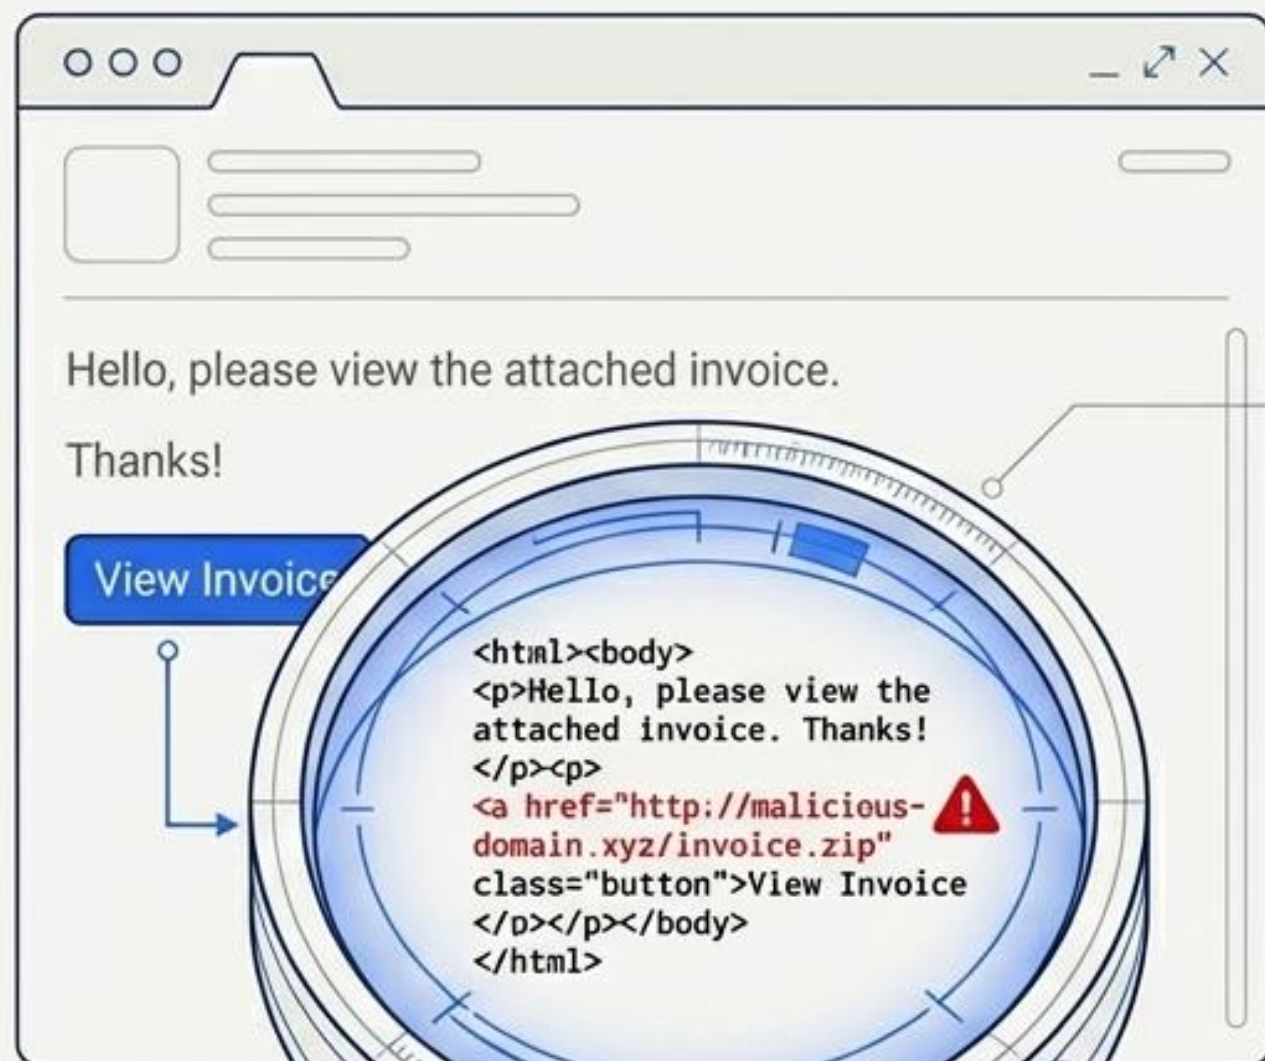 Hello, please view the attached invoice.
Thanks!
View Invoice
<html><body>
<p>Hello, please view the
attached invoice. Thanks!
</p><p>
<a href="http://malicious-
domain.xyz/invoice.zip"
class="button">View Invoice
</p></p></body>
</html>